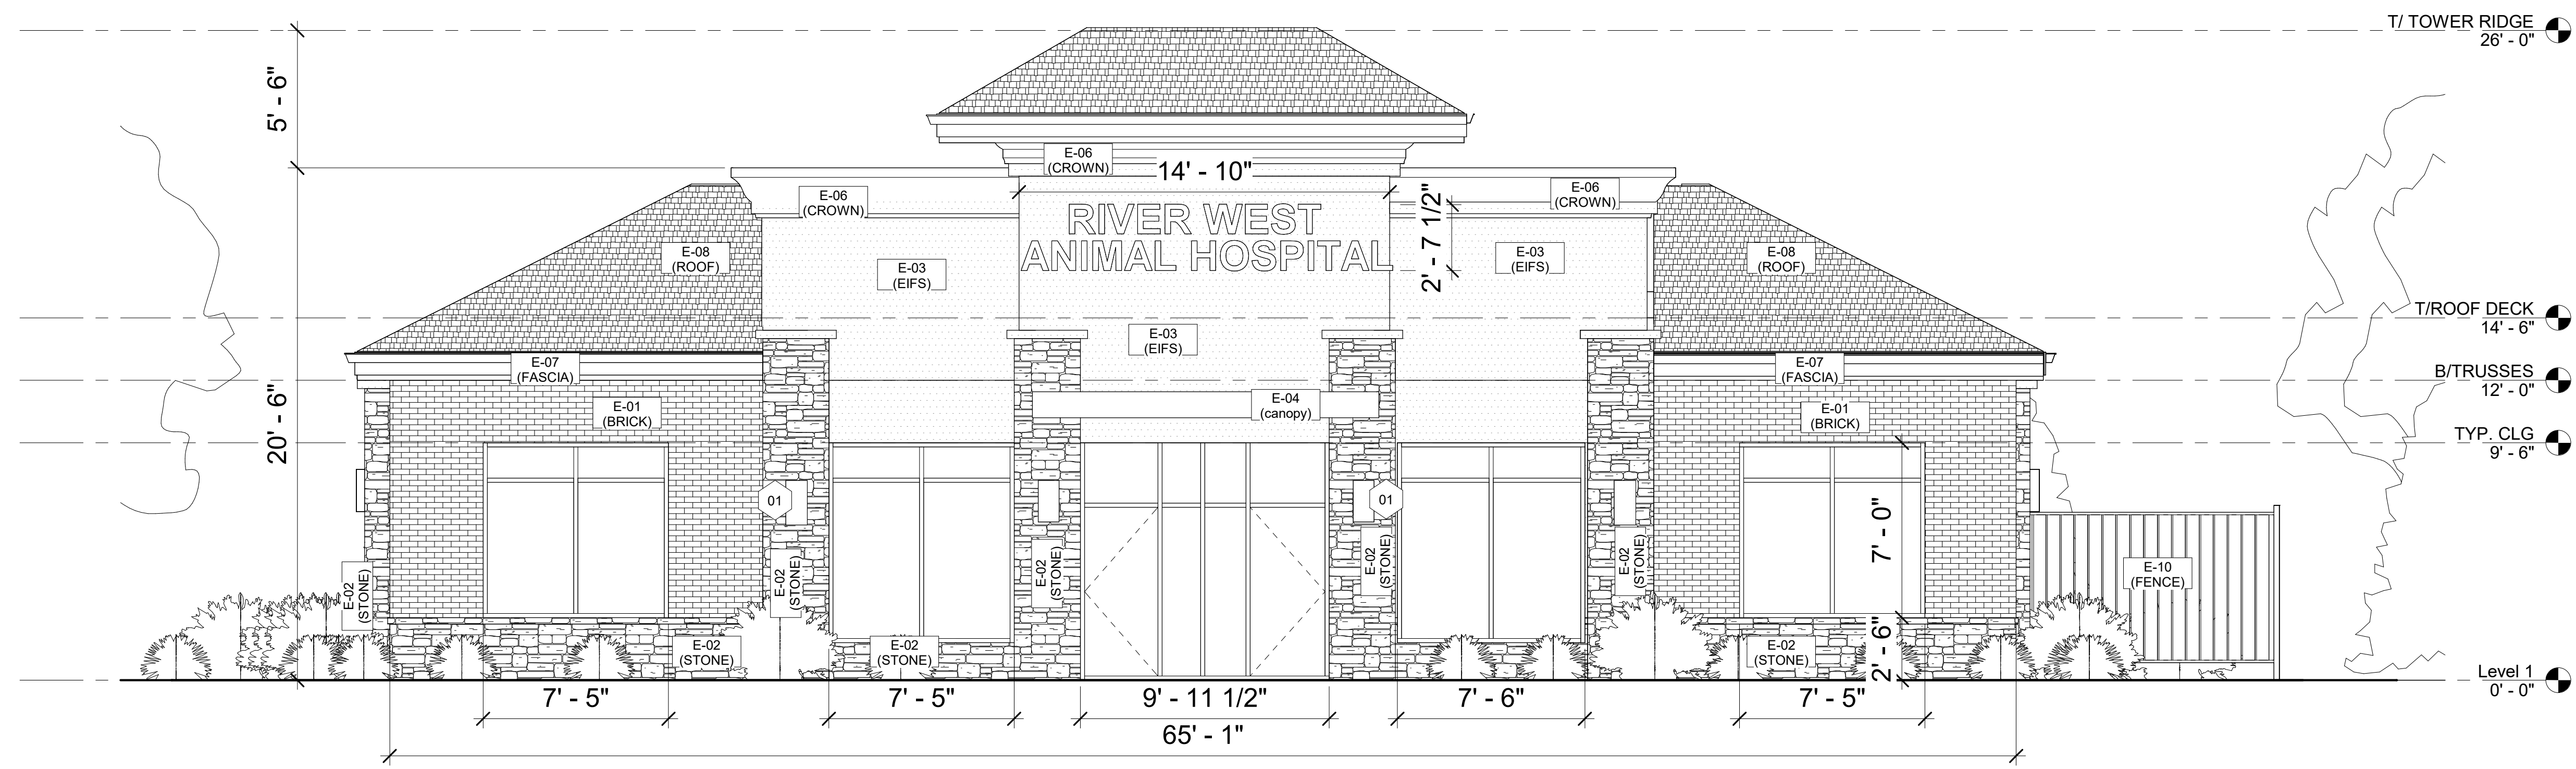 T/ TOWER RIDGE
26' - 0"
5' - 6"
E-06
(CROWN)
14' - 10"
E-06
(CROWN)
E-06
(CROWN)
RIVER WEST
ANIMAL HOSPITAL
2' - 7 1/2"
E-08
(ROOF)
E-03
(EIFS)
E-03
(EIFS)
E-08
(ROOF)
T/ROOF DECK
14' - 6"
E-03
(EIFS)
E-07
(FASCIA)
E-07
(FASCIA)
B/TRUSSES
12' - 0"
20' - 6"
E-01
(BRICK)
E-04
(canopy)
E-01
(BRICK)
TYP. CLG
9' - 6"
01
01
7' - 0"
E-02
(STONE)
E-02
(STONE)
E-02
(STONE)
E-02
(STONE)
E-02
(STONE)
E-10
(FENCE)
E-02
(STONE)
E-02
(STONE)
E-02
(STONE)
2' - 6"
Level 1
0' - 0"
7' - 5"
7' - 5"
9' - 11 1/2"
7' - 6"
7' - 5"
65' - 1"